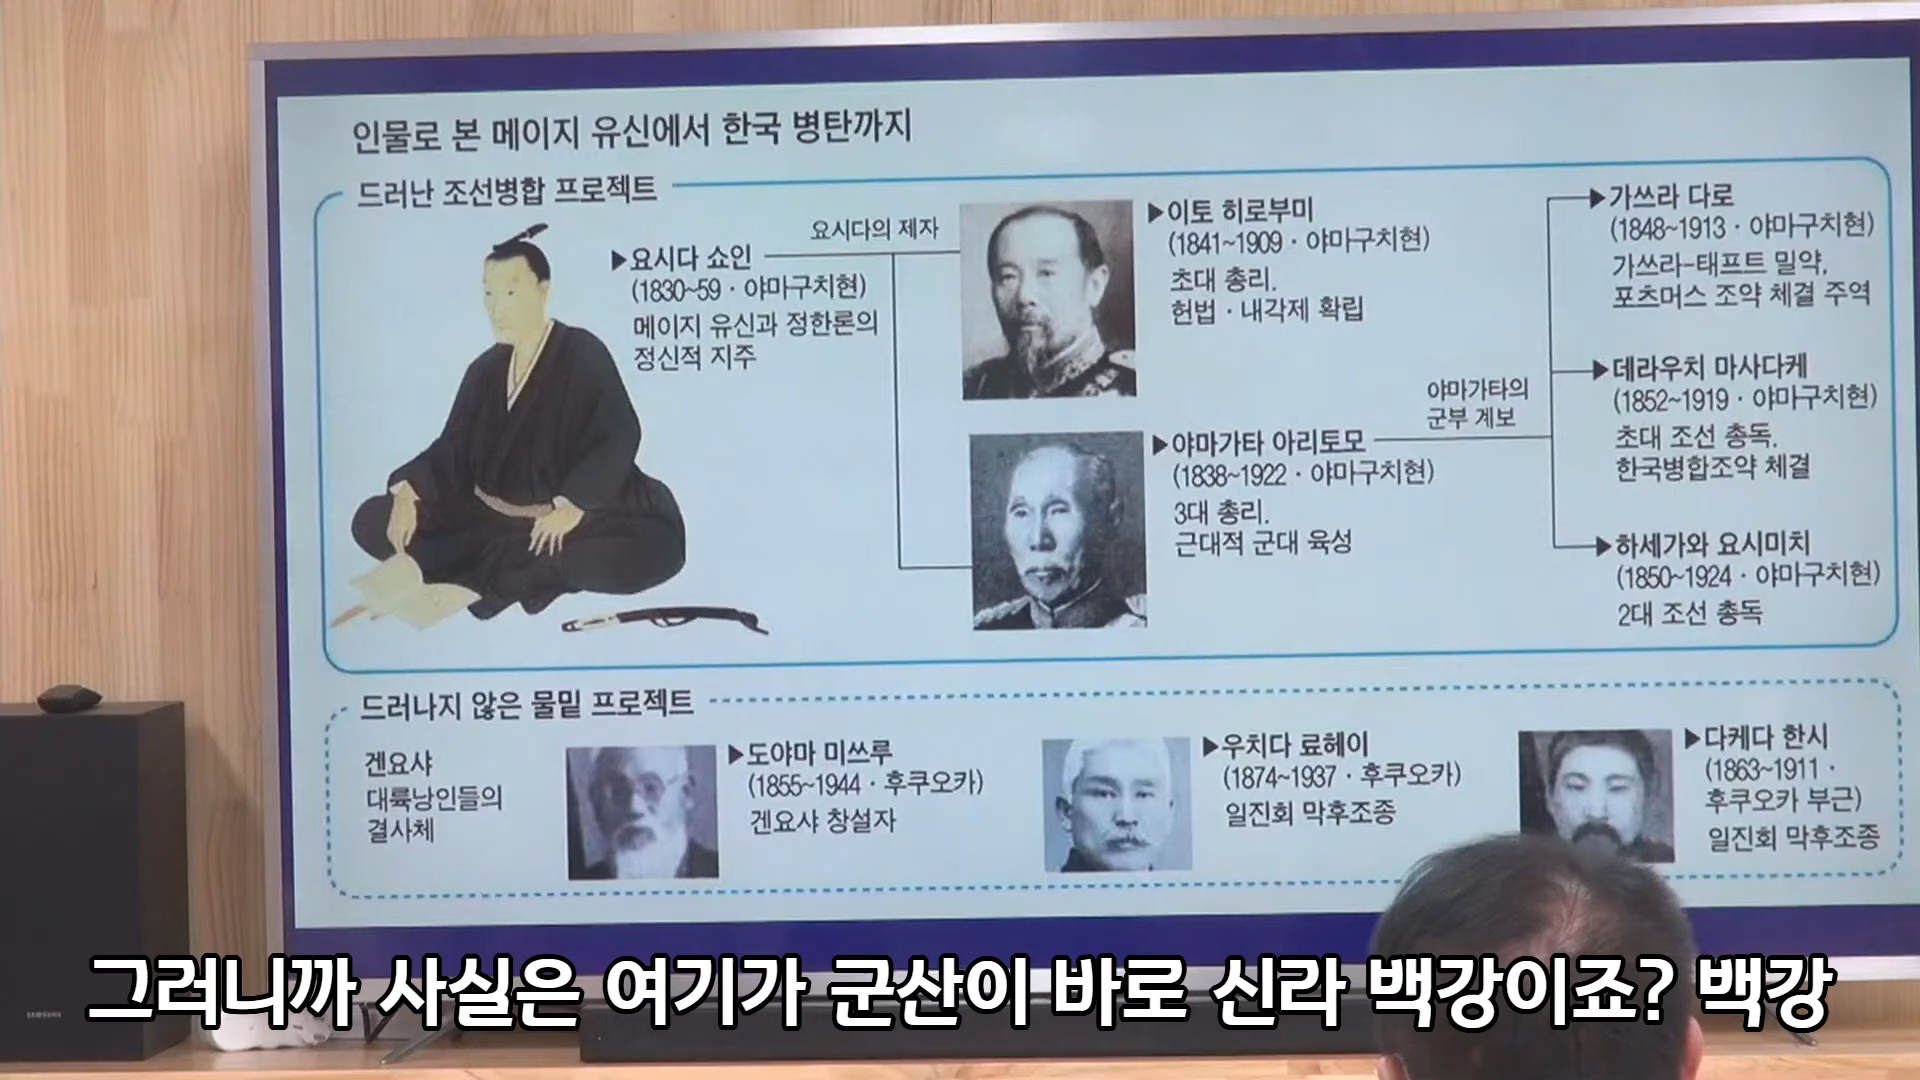 인물로 본 메이지 유신에서 한국 병탄까지
드러난 조선병합 프로젝트
▶요시다 쇼인
(1830~59 · 야마구치현)
메이지 유신과 정한론의
정신적 지주
요시다의 제자
▶이토 히로부미
(1841~1909 · 야마구치현)
초대 총리.
헌법 · 내각제 확립
▶야마가타 아리토모
(1838~1922 · 야마구치현)
3대 총리.
근대적 군대 육성
야마가타의
군부 계보
▶가쓰라 다로
(1848~1913 · 야마구치현)
가쓰라-태프트 밀약.
포츠머스 조약 체결 주역
▶데라우치 마사다케
(1852~1919 · 야마구치현)
초대 조선 총독.
한국병합조약 체결
▶하세가와 요시미치
(1850~1924 · 야마구치현)
2대 조선 총독
드러나지 않은 물밑 프로젝트
겐요샤
대륙낭인들의
결사체
▶도야마 미쓰루
(1855~1944 · 후쿠오카)
겐요샤 창설자
▶우치다 료헤이
(1874~1937 · 후쿠오카)
일진회 막후조종
▶다케다 한시
(1863~1911 ·
후쿠오카 부근)
일진회 막후조종
SAMSUNG
그러니까 사실은 여기가 군산이 바로 신라 백강이죠? 백강